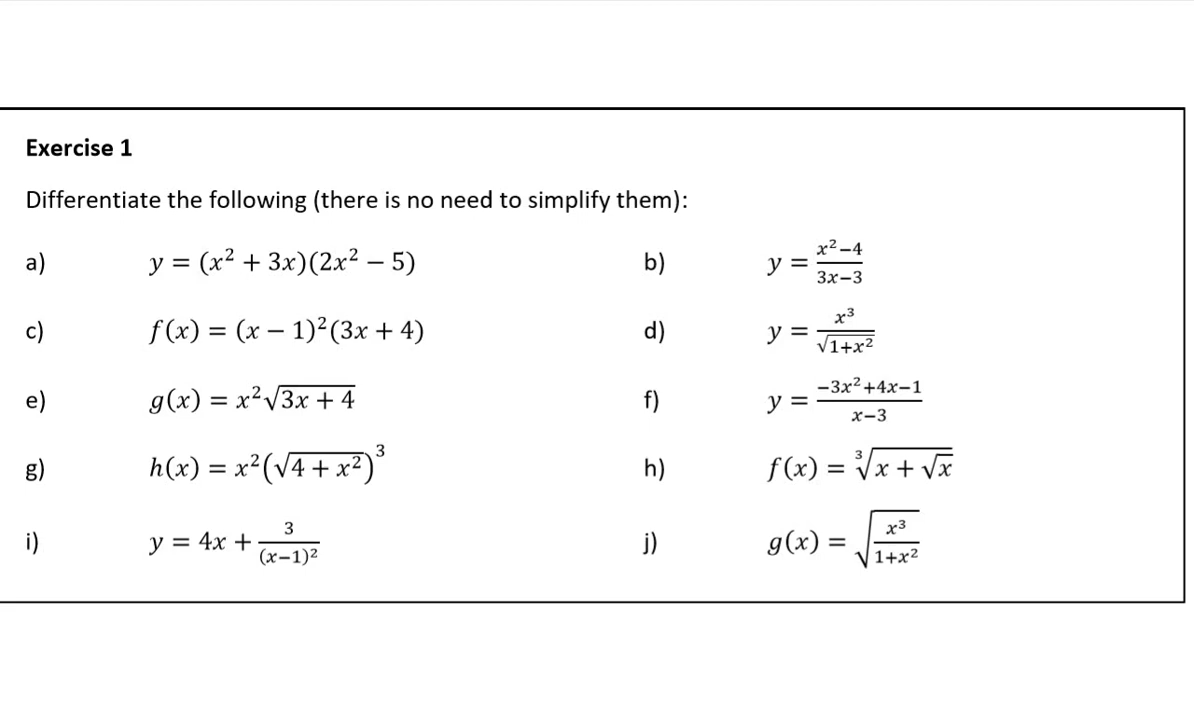 Exercise 1
Differentiate the following (there is no need to simplify them):
a) y = (x² + 3x)(2x² − 5) b) y = (x²−4)/(3x−3)
c) f(x) = (x − 1)²(3x + 4) d) y = x³/√(1+x²)
e) g(x) = x²√(3x + 4) f) y = (−3x²+4x−1)/(x−3)
g) h(x) = x²(√(4 + x²))³ h) f(x) = ∛(x + √x)
i) y = 4x + 3/(x−1)² j) g(x) = √(x³/(1+x²))